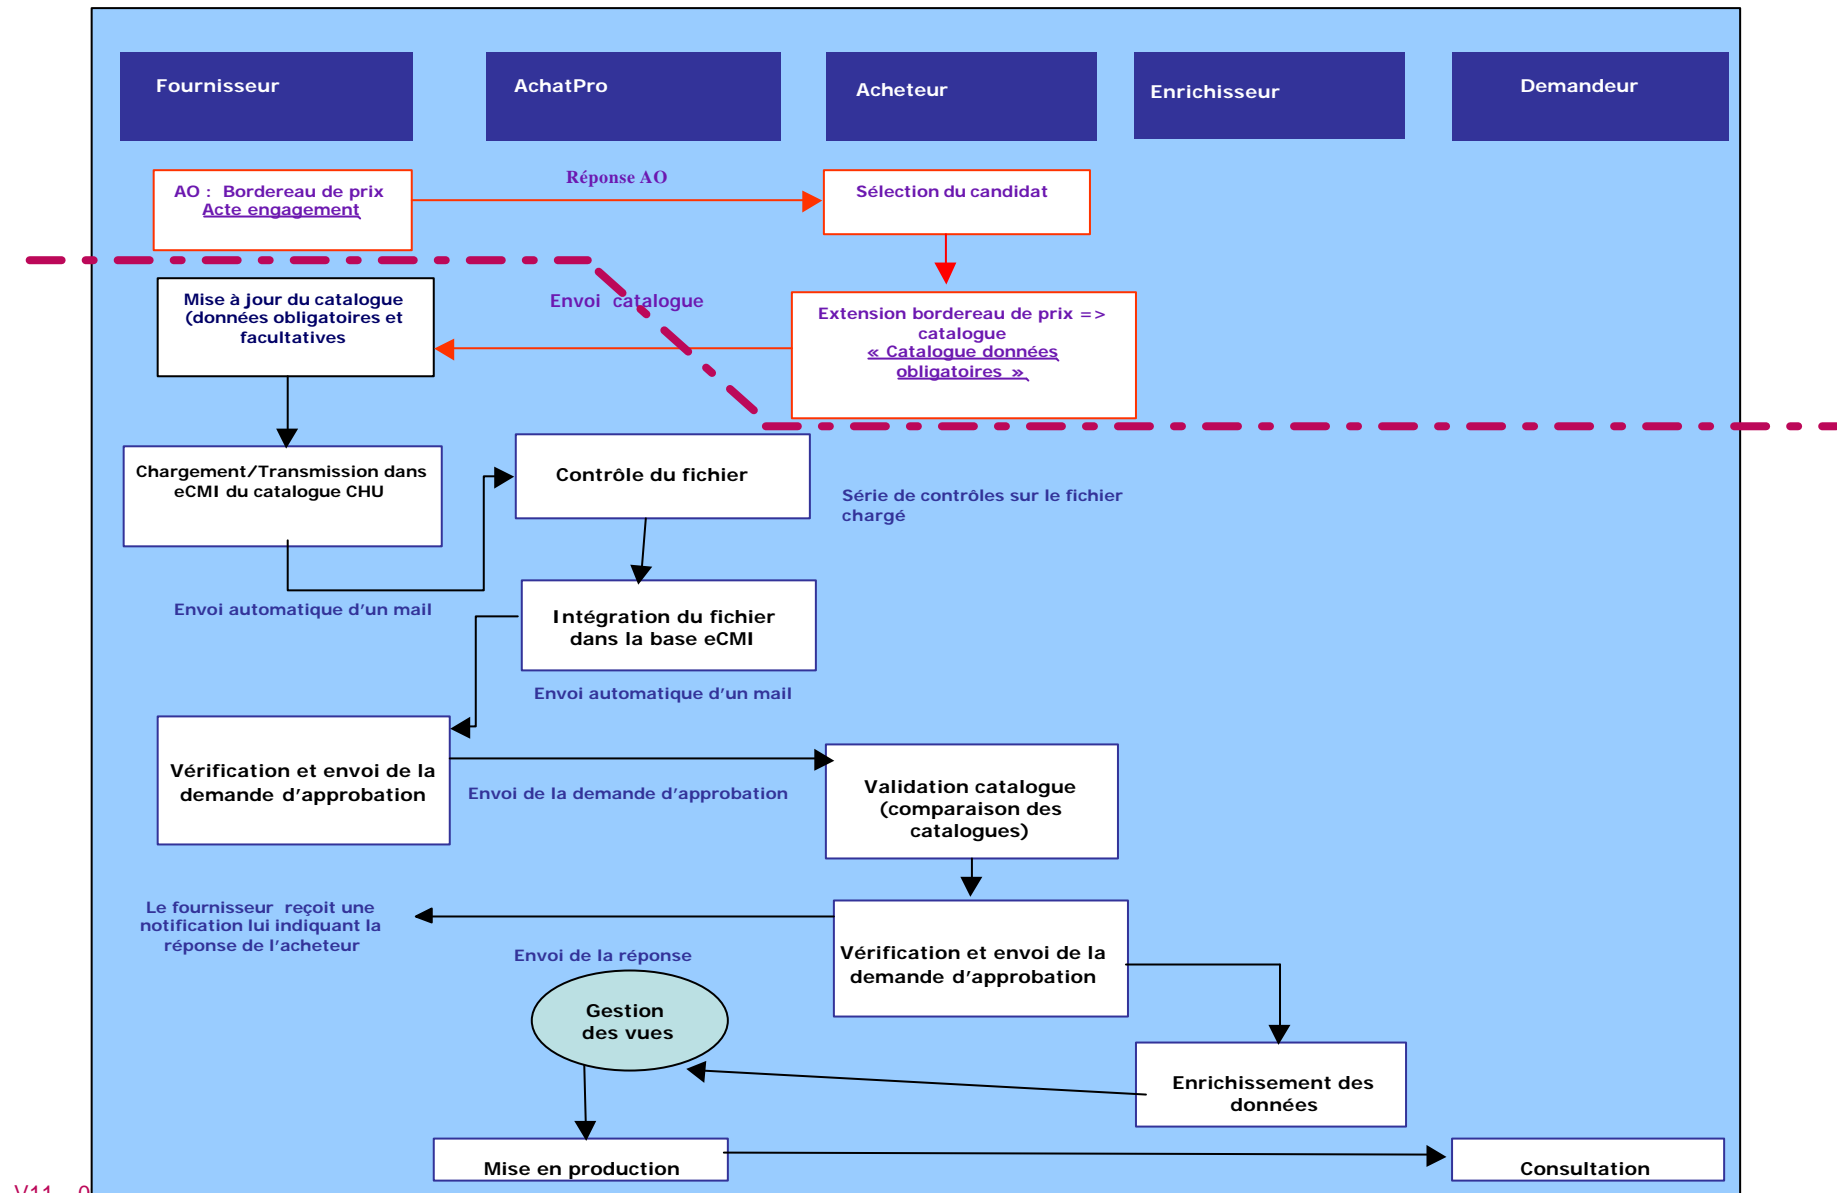 Fournisseur
AchatPro
Acheteur
Enrichisseur
Demandeur
AO :  Bordereau de prix
Acte engagement
Réponse AO
Sélection du candidat
Mise à jour du catalogue
(données obligatoires et
facultatives
Envoi  catalogue
Extension bordereau de prix =>
catalogue
« Catalogue données
obligatoires »
Chargement/Transmission dans
eCMI du catalogue CHU
Contrôle du fichier
Série de contrôles sur le fichier
chargé
Envoi automatique d’un mail
Intégration du fichier
dans la base eCMI
Envoi automatique d’un mail
Vérification et envoi de la
demande d’approbation
Envoi de la demande d’approbation
Validation catalogue
(comparaison des
catalogues)
Le fournisseur  reçoit une
notification lui indiquant la
réponse de l’acheteur
Envoi de la réponse
Vérification et envoi de la
demande d’approbation
Gestion
des vues
Enrichissement des
données
Mise en production
Consultation